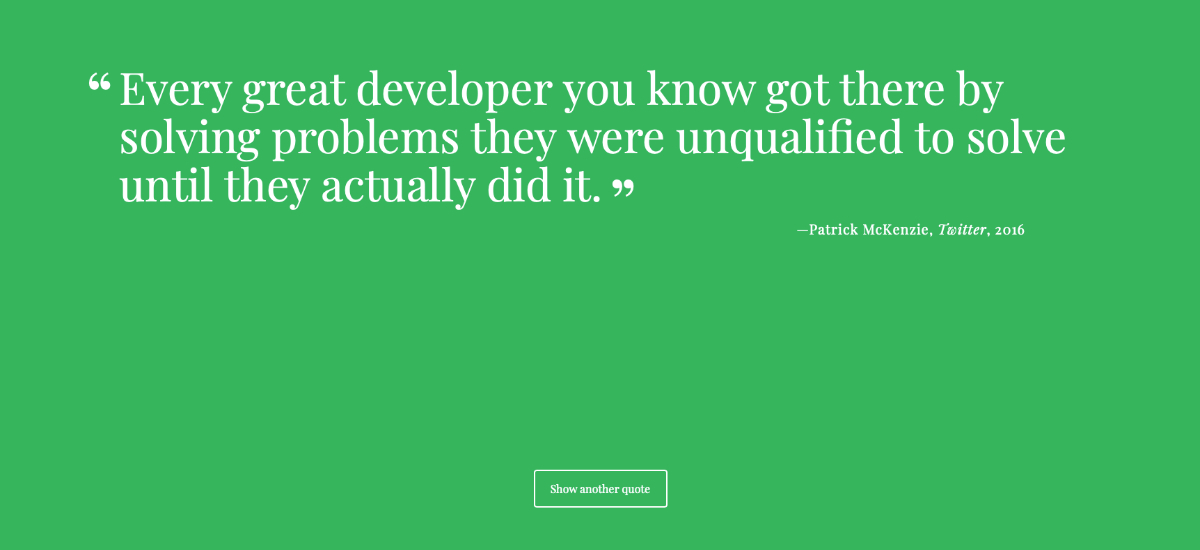 “Every great developer you know got there by
solving problems they were unqualified to solve
until they actually did it.”
—Patrick McKenzie, Twitter, 2016
Show another quote